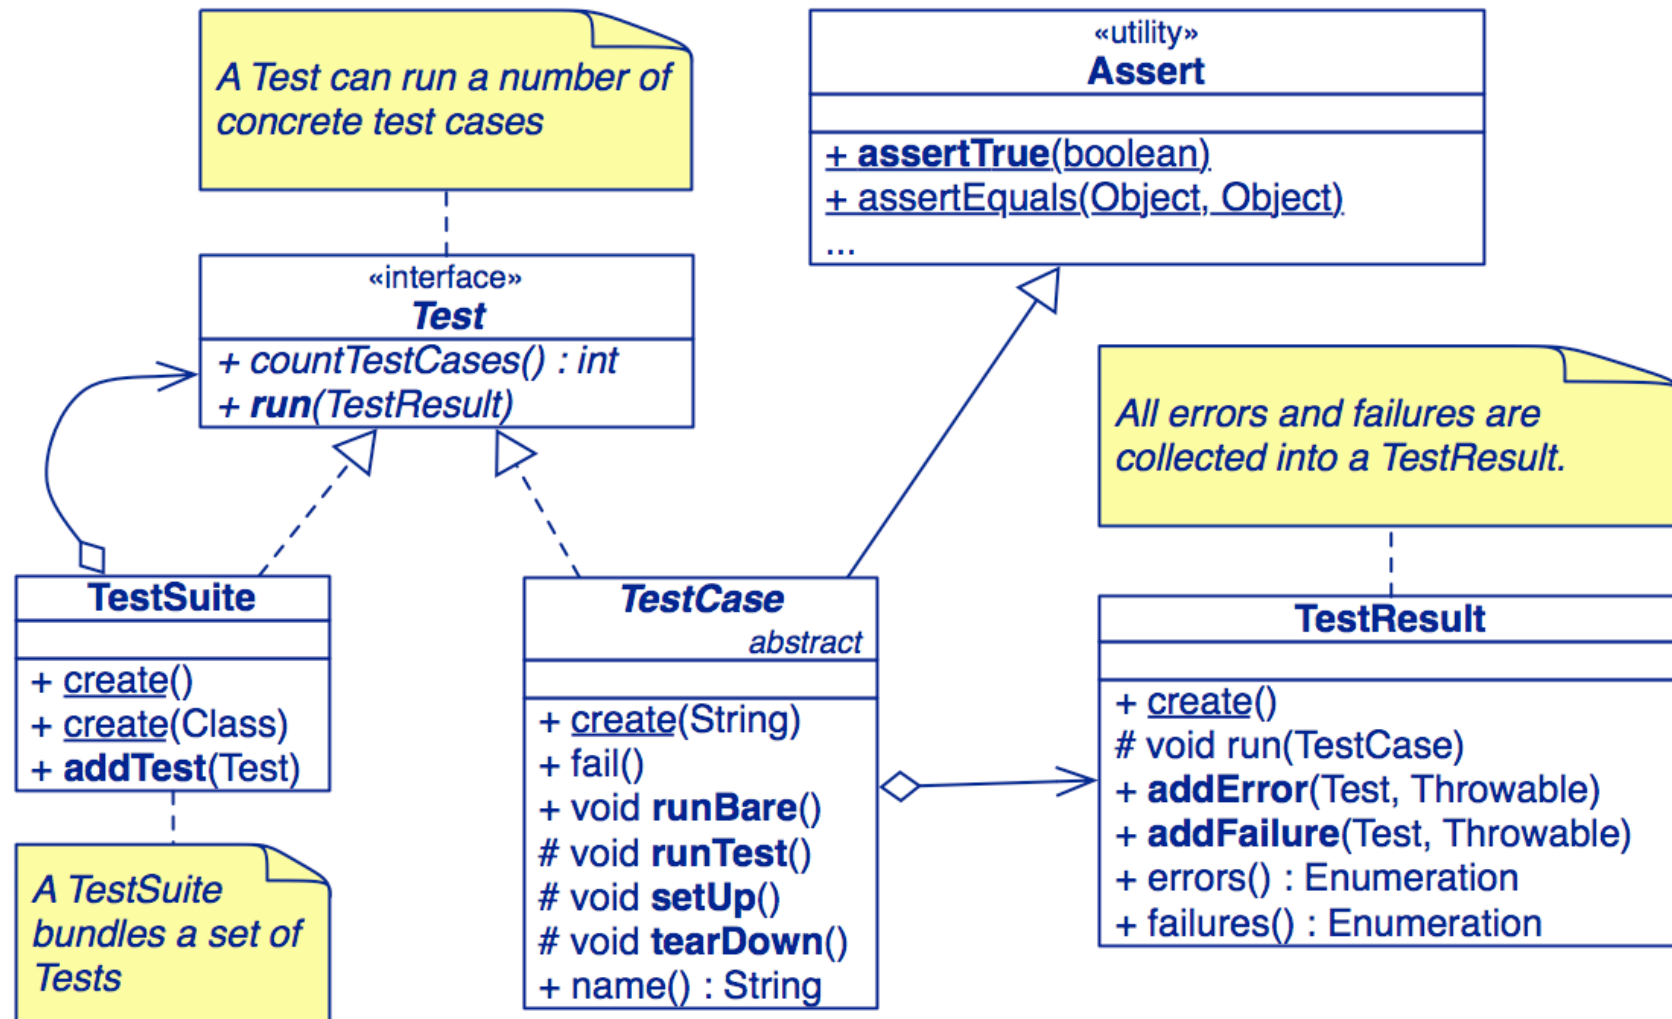 A Test can run a number of
concrete test cases
«utility»
Assert
+ assertTrue(boolean)
+ assertEquals(Object, Object)
...
«interface»
Test
+ countTestCases() : int
+ run(TestResult)
All errors and failures are
collected into a TestResult.
TestSuite
+ create()
+ create(Class)
+ addTest(Test)
A TestSuite
bundles a set of
Tests
TestCase
abstract
+ create(String)
+ fail()
+ void runBare()
# void runTest()
# void setUp()
# void tearDown()
+ name() : String
TestResult
+ create()
# void run(TestCase)
+ addError(Test, Throwable)
+ addFailure(Test, Throwable)
+ errors() : Enumeration
+ failures() : Enumeration